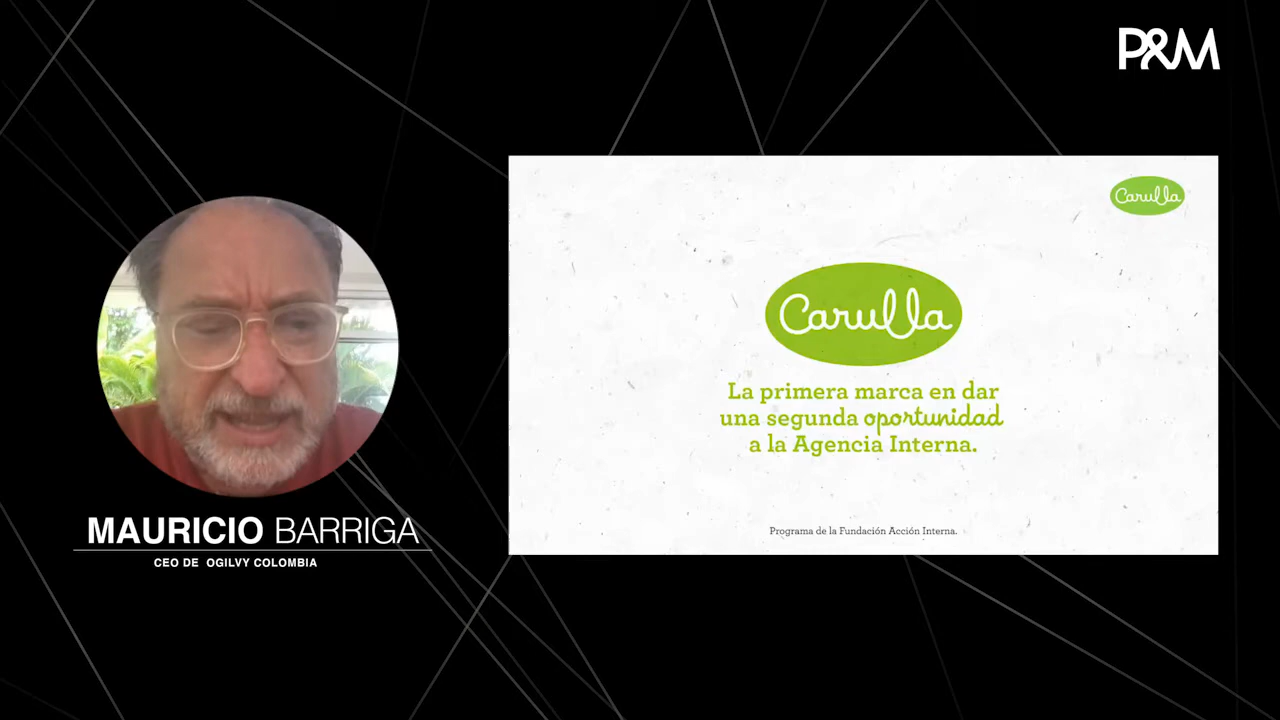 P&M
Carulla
Carulla
La primera marca en dar
una segunda oportunidad
a la Agencia Interna.
Programa de la Fundación Acción Interna.
MAURICIO BARRIGA
CEO DE OGILVY COLOMBIA